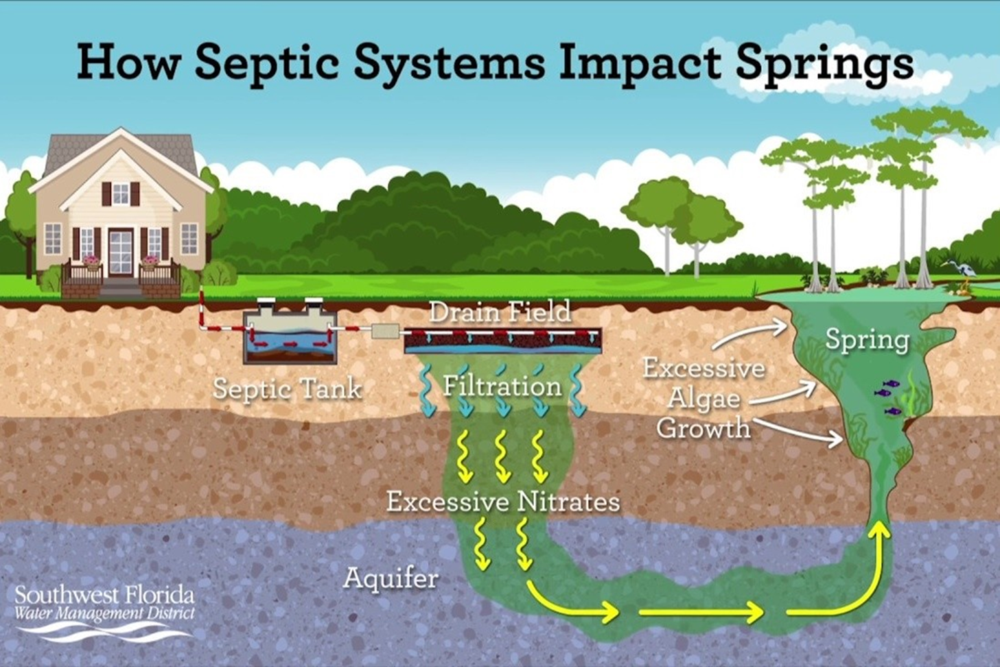 How Septic Systems Impact Springs
Drain Field
Spring
Excessive
Algae
Growth
Septic Tank
Filtration
Excessive Nitrates
Aquifer
Southwest Florida
Water Management District